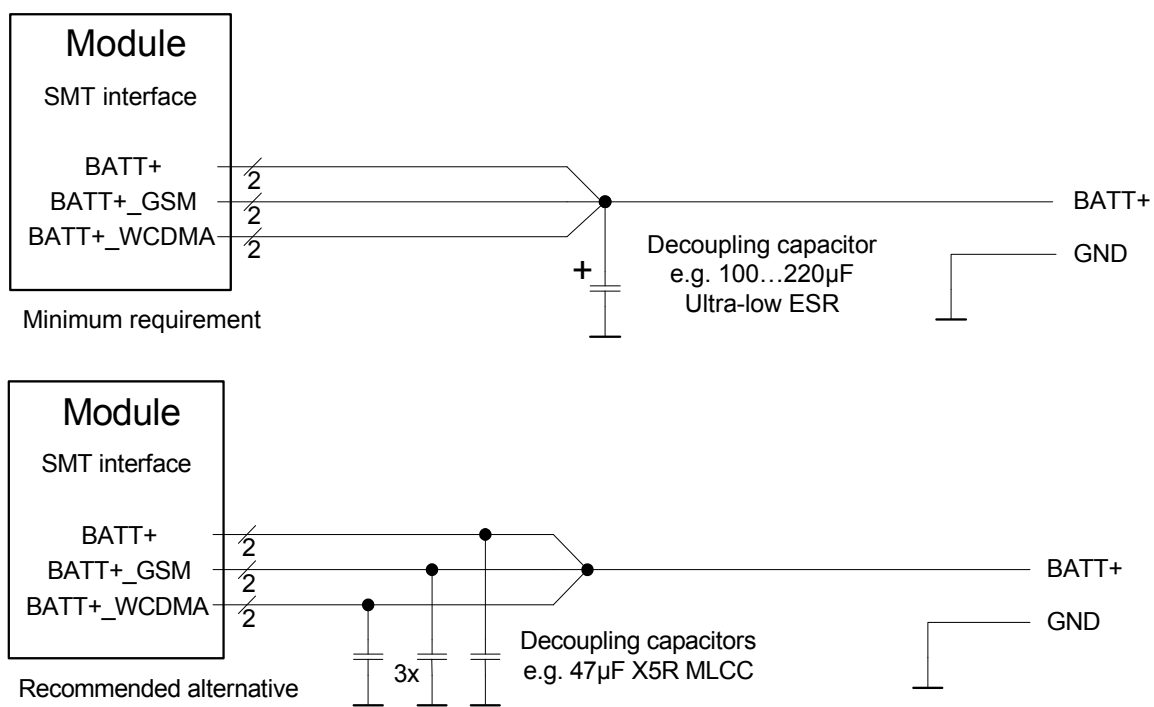 Module
SMT interface
BATT+
2
BATT+_GSM
2
BATT+_WCDMA
2
BATT+
GND
+
Decoupling capacitor
e.g. 100…220µF
Ultra-low ESR
Minimum requirement
Module
SMT interface
BATT+
2
BATT+_GSM
2
BATT+_WCDMA
2
BATT+
GND
3x
Decoupling capacitors
e.g. 47µF X5R MLCC
Recommended alternative